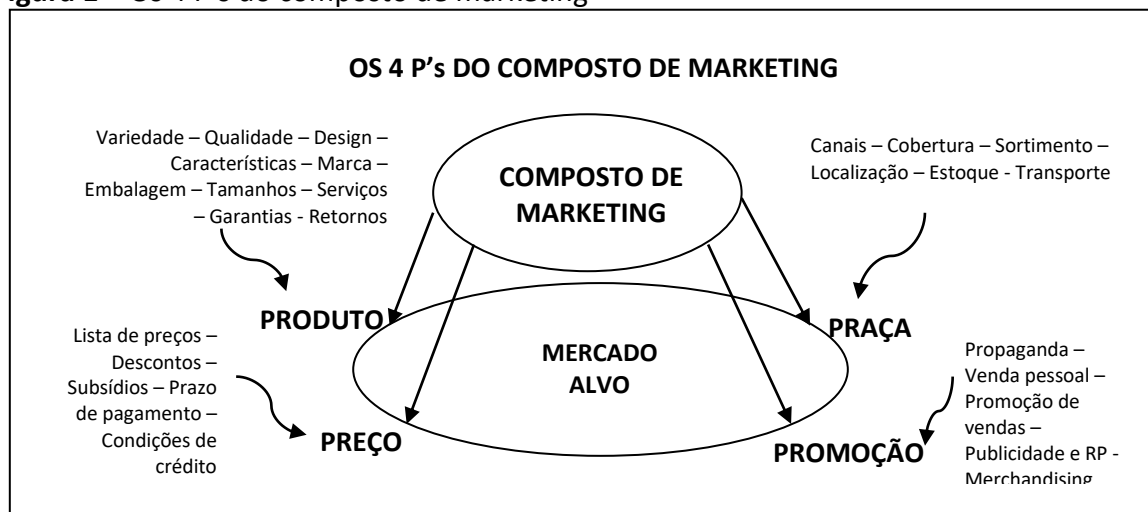 OS 4 P's DO COMPOSTO DE MARKETING
Variedade – Qualidade – Design –
Características – Marca –
Embalagem – Tamanhos – Serviços
– Garantias - Retornos
COMPOSTO DE
MARKETING
Canais – Cobertura – Sortimento –
Localização – Estoque - Transporte
PRODUTO
PRAÇA
Lista de preços –
Descontos –
Subsídios – Prazo
de pagamento –
Condições de
crédito
MERCADO
ALVO
Propaganda –
Venda pessoal –
Promoção de
vendas –
Publicidade e RP -
Merchandising
PREÇO
PROMOÇÃO